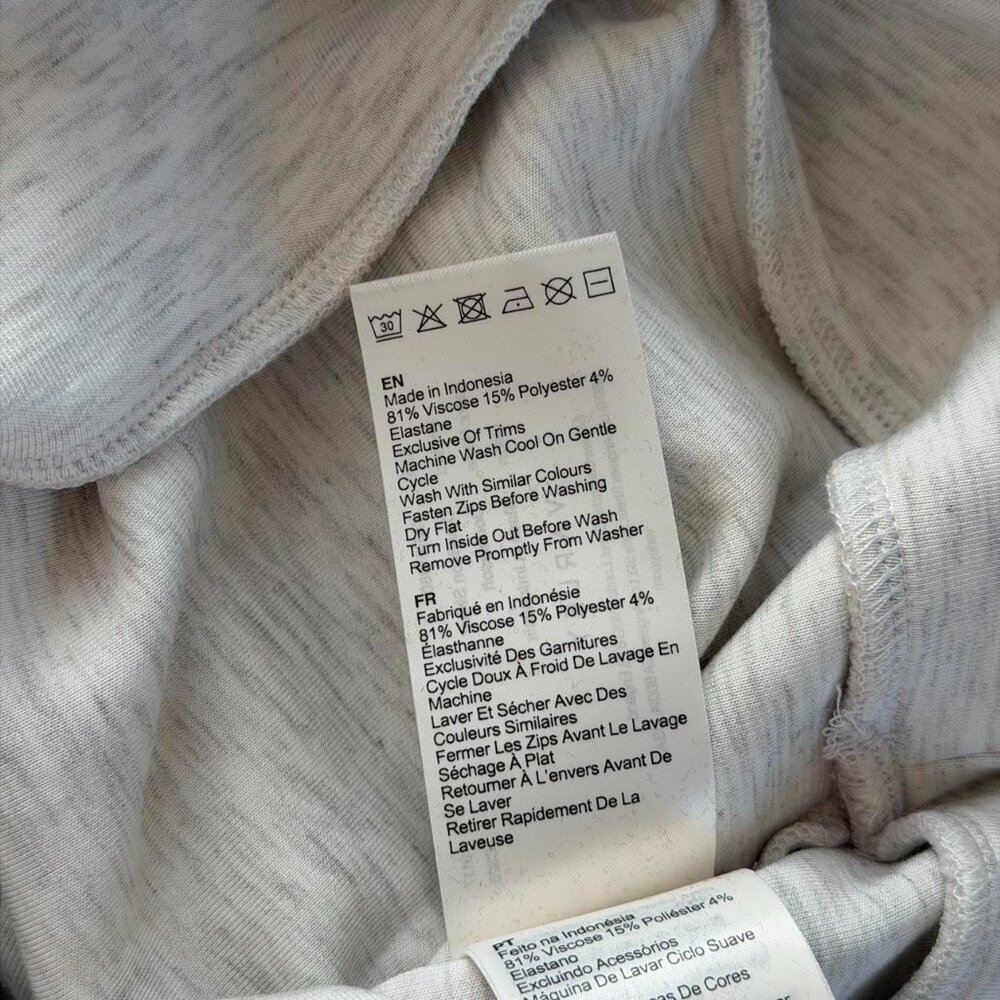 30
EN
Made in Indonesia
81% Viscose 15% Polyester 4%
Elastane
Exclusive Of Trims
Machine Wash Cool On Gentle
Cycle
Wash With Similar Colours
Fasten Zips Before Washing
Dry Flat
Turn Inside Out Before Wash
Remove Promptly From Washer
FR
Fabriqué en Indonésie
81% Viscose 15% Polyester 4%
Élasthanne
Exclusivité Des Garnitures
Cycle Doux À Froid De Lavage En
Machine
Laver Et Sécher Avec Des
Couleurs Similaires
Fermer Les Zips Avant Le Lavage
Séchage À Plat
Retourner À L'envers Avant De
Se Laver
Retirer Rapidement De La
Laveuse
PT
Feito na Indonésia
81% Viscose 15% Poliéster 4%
Elastano
Excluindo Acessórios
Máquina De Lavar Ciclo Suave
De Cores